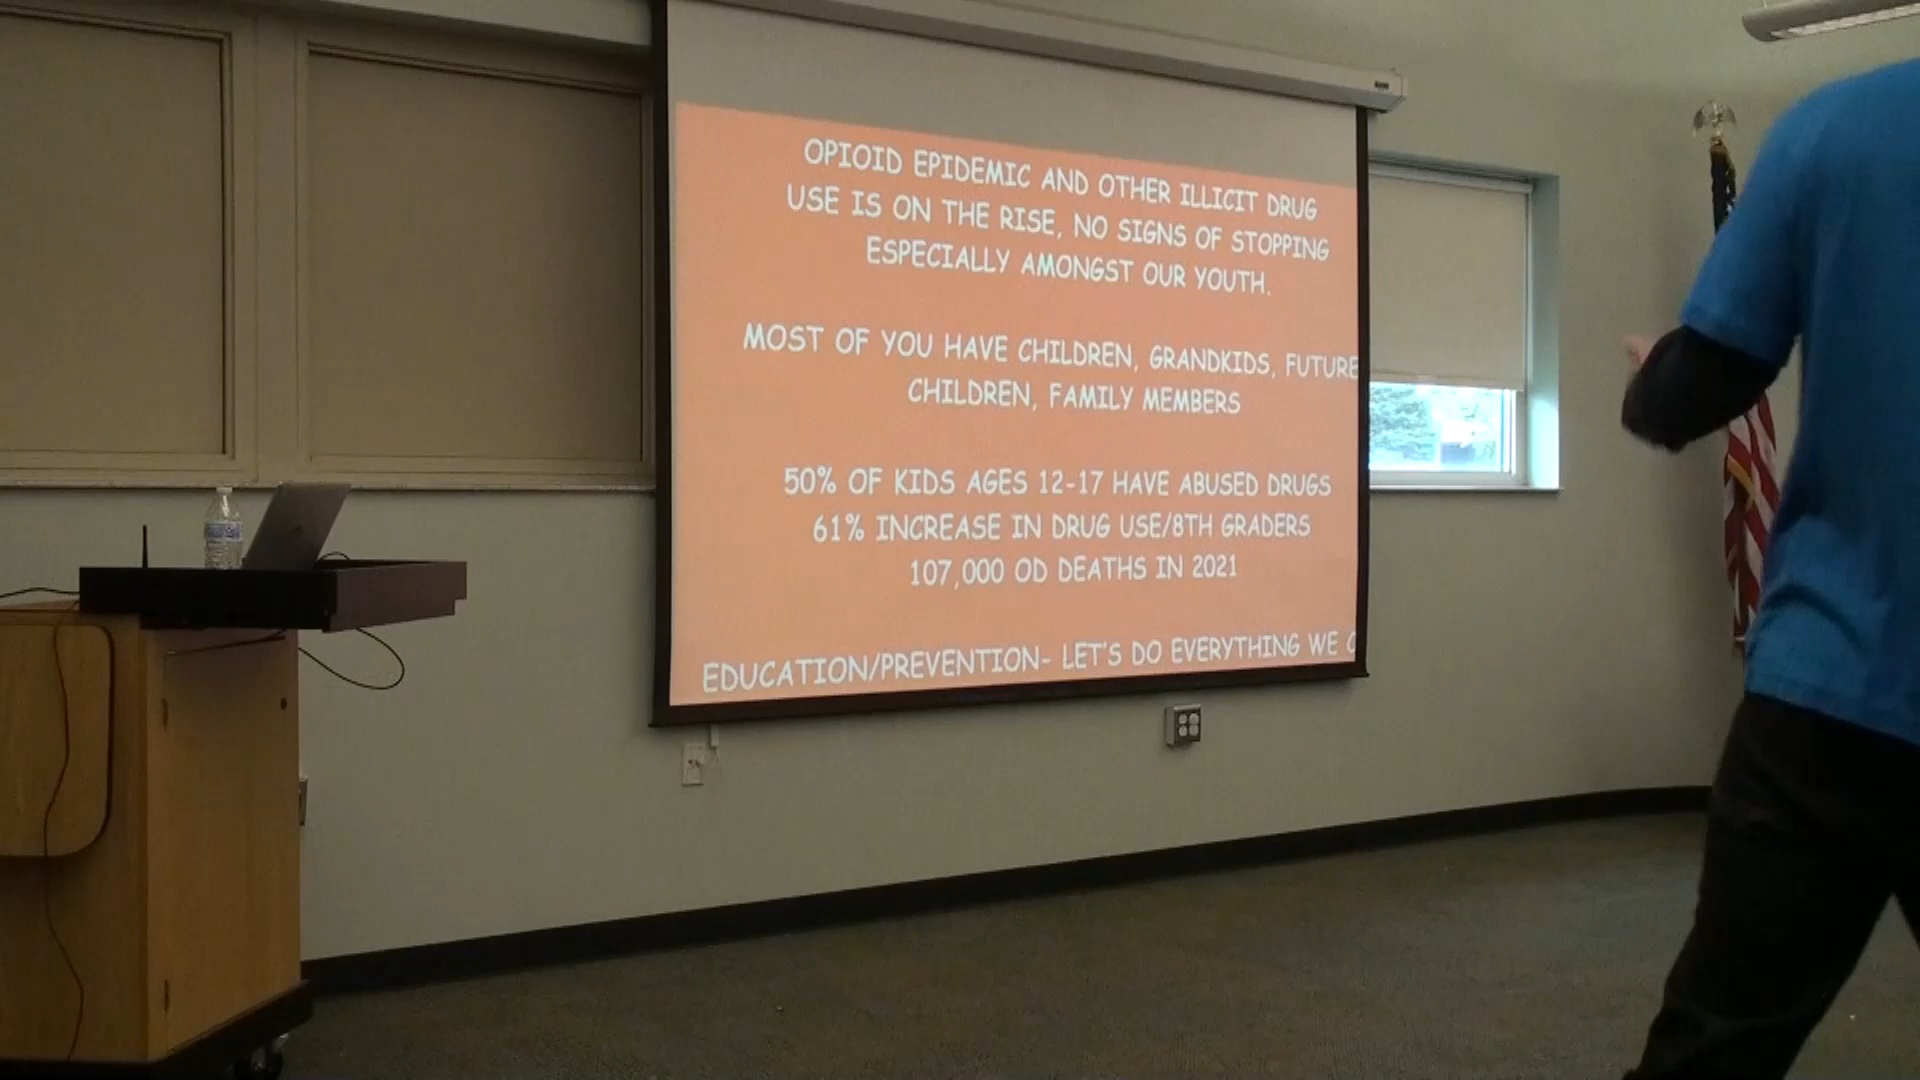 OPIOID EPIDEMIC AND OTHER ILLICIT DRUG
USE IS ON THE RISE, NO SIGNS OF STOPPING
ESPECIALLY AMONGST OUR YOUTH.
MOST OF YOU HAVE CHILDREN, GRANDKIDS, FUTURE
CHILDREN, FAMILY MEMBERS
50% OF KIDS AGES 12-17 HAVE ABUSED DRUGS
61% INCREASE IN DRUG USE/8TH GRADERS
107,000 OD DEATHS IN 2021
EDUCATION/PREVENTION- LET'S DO EVERYTHING WE